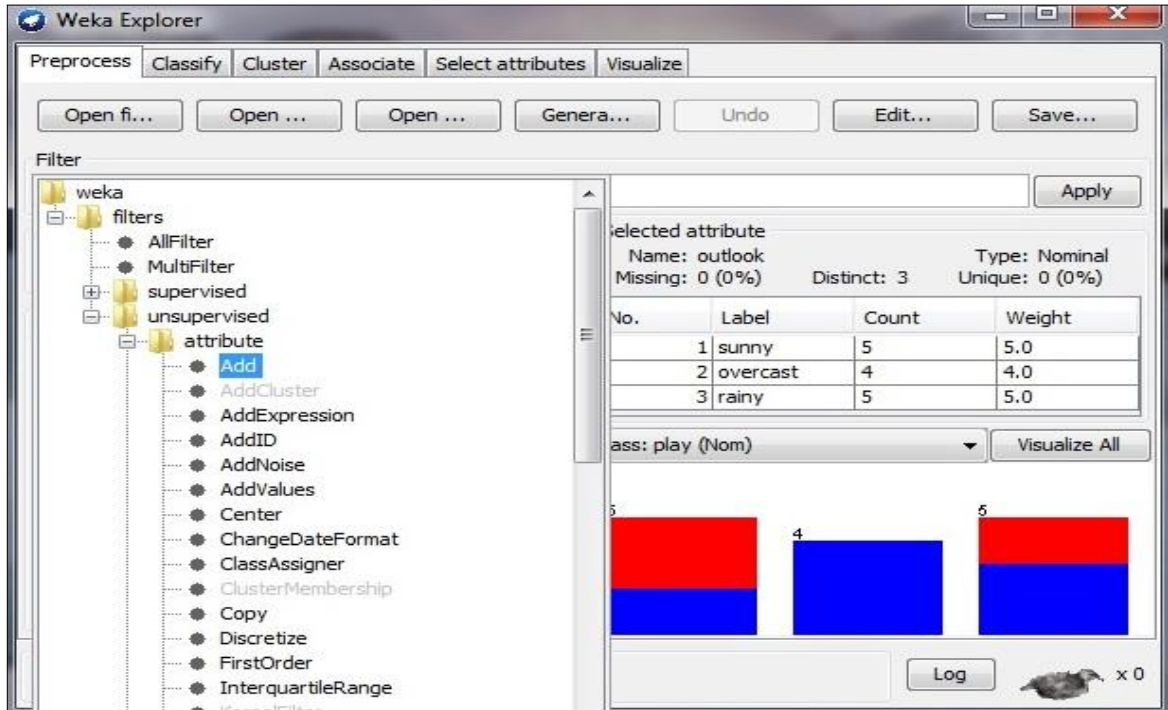 Weka Explorer
Preprocess Classify Cluster Associate Select attributes Visualize
Open fi... Open ... Open ... Genera... Undo Edit... Save...
Filter
weka
Apply
filters
AllFilter
MultiFilter
supervised
unsupervised
attribute
Add
AddCluster
AddExpression
AddID
AddNoise
AddValues
Center
ChangeDateFormat
ClassAssigner
ClusterMembership
Copy
Discretize
FirstOrder
InterquartileRange
KernelFilter
Selected attribute
Name: outlook Type: Nominal
Missing: 0 (0%) Distinct: 3 Unique: 0 (0%)
No. Label Count Weight
1 sunny 5 5.0
2 overcast 4 4.0
3 rainy 5 5.0
ass: play (Nom) Visualize All
5 4 5
Log x 0